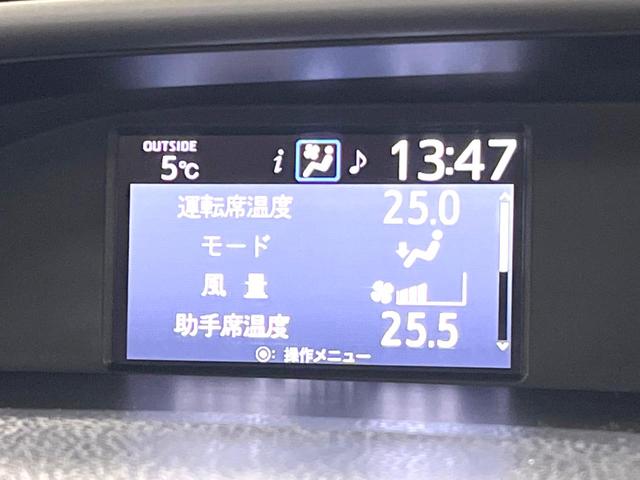 OUTSIDE
5℃ i ♪ 13:47
運転席温度 25.0
モード
風量
助手席温度 25.5
◎: 操作メニュー